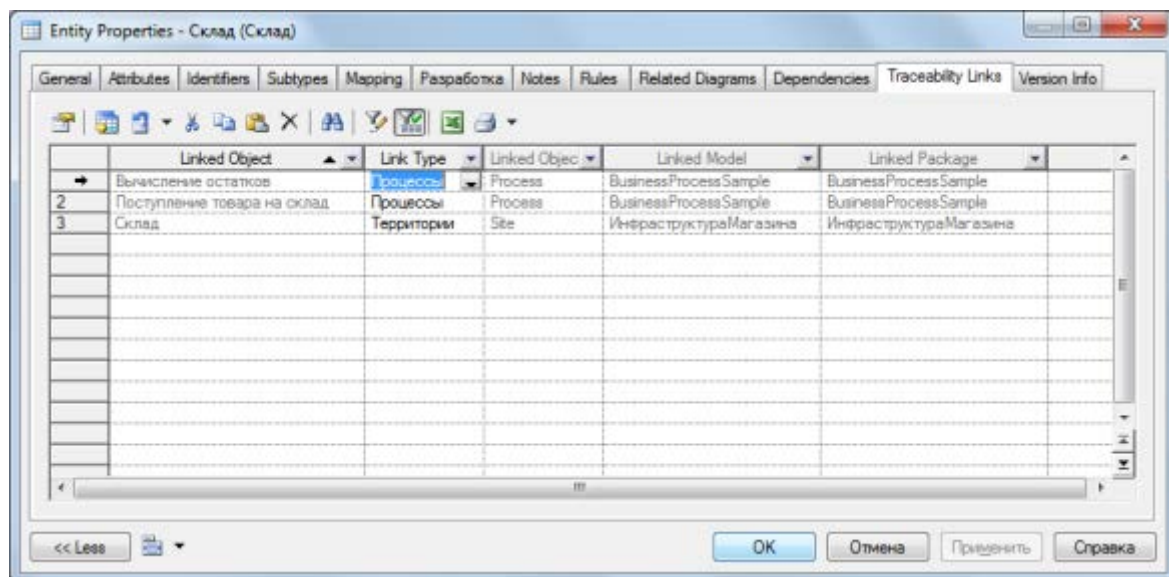 Entity Properties - Склад (Склад)
General Attributes Identifiers Subtypes Mapping Разработка Notes Rules Related Diagrams Dependencies Traceability Links Version Info
Linked Object Link Type Linked Objec Linked Model Linked Package
Вычисление остатков Процессы Process BusinessProcessSample BusinessProcessSample
2 Поступление товара на склад Процессы Process BusinessProcessSample BusinessProcessSample
3 Склад Территории Site ИнфраструктураМагазина ИнфраструктураМагазина
<< Less OK Отмена Применить Справка